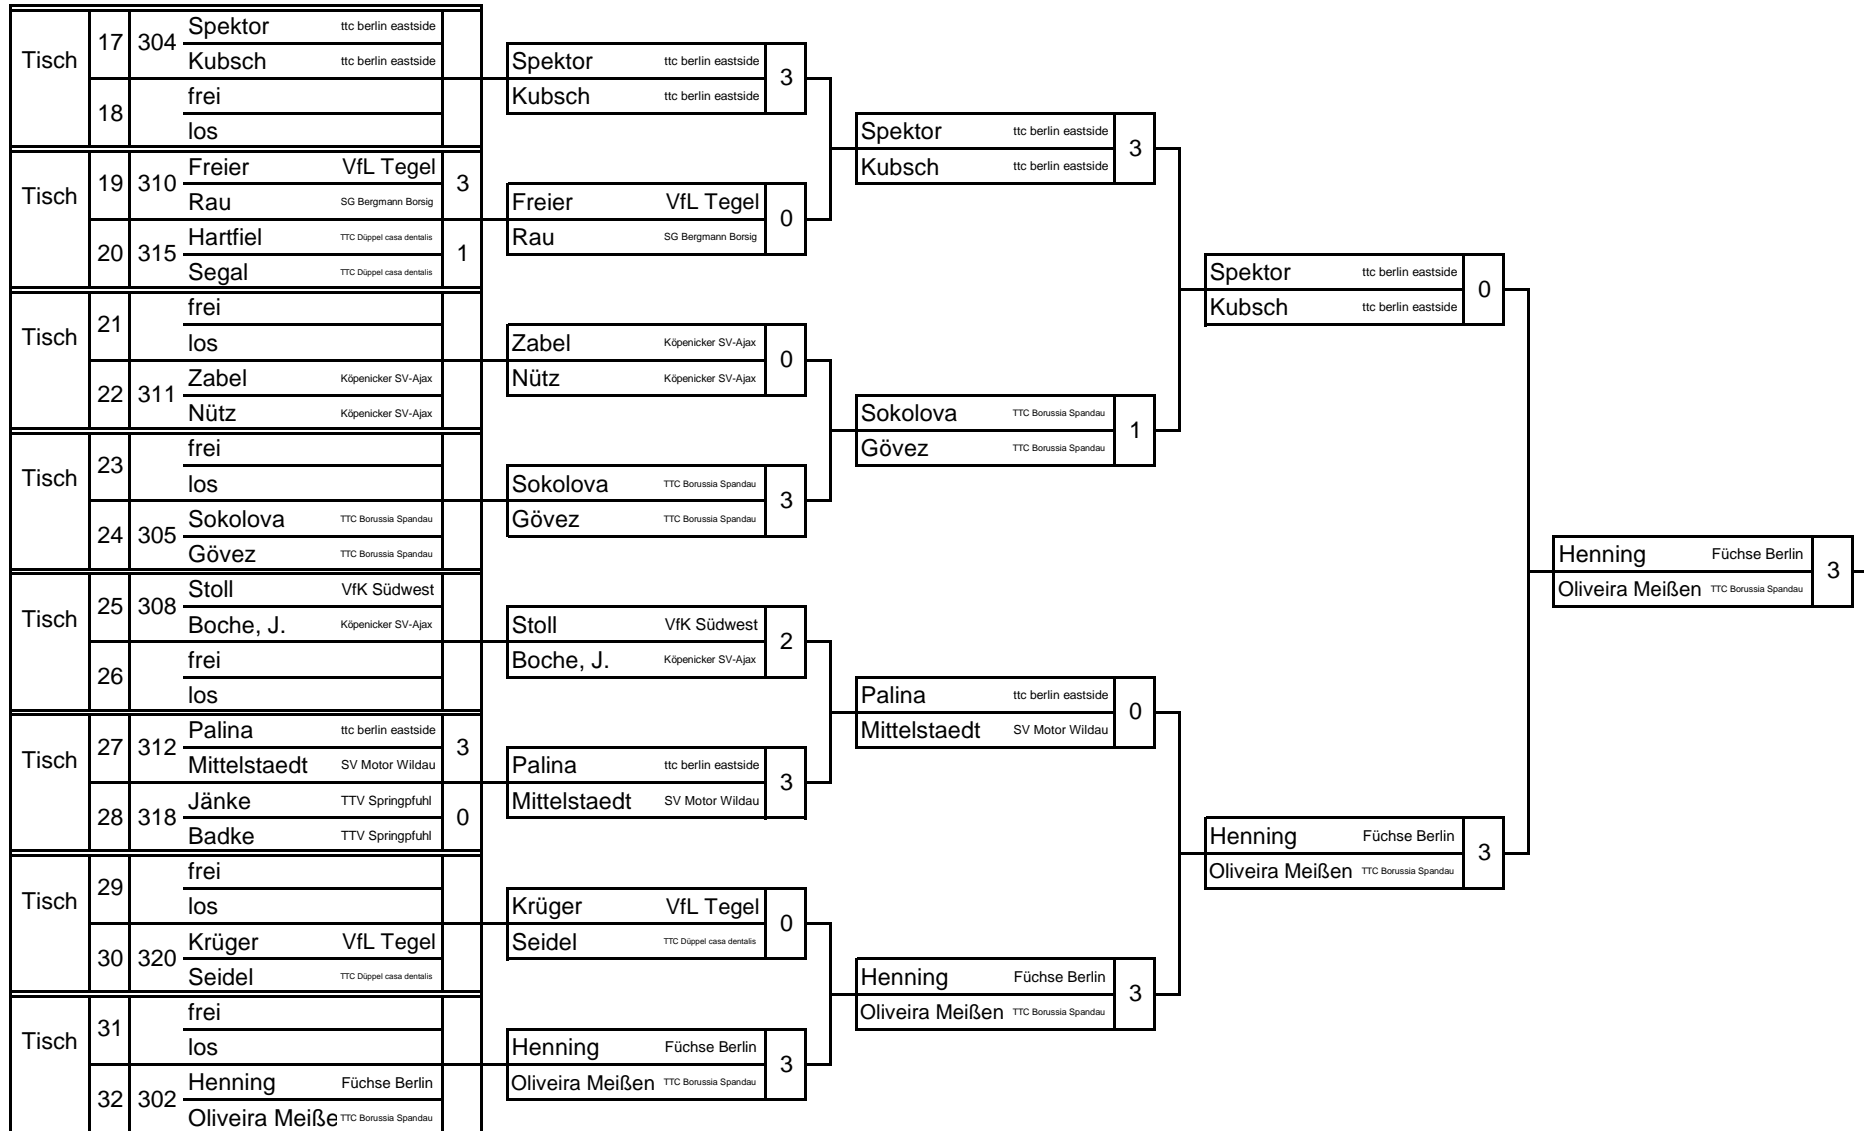 Tisch 17 304 Spektor ttc berlin eastside
Kubsch ttc berlin eastside
18 frei
los
Tisch 19 310 Freier VfL Tegel 3
Rau SG Bergmann Borsig
20 315 Hartfiel TTC Düppel casa dentalis 1
Segal TTC Düppel casa dentalis
Tisch 21 frei
los
22 311 Zabel Köpenicker SV-Ajax
Nütz Köpenicker SV-Ajax
Tisch 23 frei
los
24 305 Sokolova TTC Borussia Spandau
Gövez TTC Borussia Spandau
Tisch 25 308 Stoll VfK Südwest
Boche, J. Köpenicker SV-Ajax
26 frei
los
Tisch 27 312 Palina ttc berlin eastside 3
Mittelstaedt SV Motor Wildau
28 318 Jänke TTV Springpfuhl 0
Badke TTV Springpfuhl
Tisch 29 frei
los
30 320 Krüger VfL Tegel
Seidel TTC Düppel casa dentalis
Tisch 31 frei
los
32 302 Henning Füchse Berlin
Oliveira Meiße TTC Borussia Spandau
Spektor ttc berlin eastside 3
Kubsch ttc berlin eastside
Freier VfL Tegel 0
Rau SG Bergmann Borsig
Zabel Köpenicker SV-Ajax 0
Nütz Köpenicker SV-Ajax
Sokolova TTC Borussia Spandau 3
Gövez TTC Borussia Spandau
Stoll VfK Südwest 2
Boche, J. Köpenicker SV-Ajax
Palina ttc berlin eastside 3
Mittelstaedt SV Motor Wildau
Krüger VfL Tegel 0
Seidel TTC Düppel casa dentalis
Henning Füchse Berlin 3
Oliveira Meißen TTC Borussia Spandau
Spektor ttc berlin eastside 3
Kubsch ttc berlin eastside
Sokolova TTC Borussia Spandau 1
Gövez TTC Borussia Spandau
Palina ttc berlin eastside 0
Mittelstaedt SV Motor Wildau
Henning Füchse Berlin 3
Oliveira Meißen TTC Borussia Spandau
Spektor ttc berlin eastside 0
Kubsch ttc berlin eastside
Henning Füchse Berlin 3
Oliveira Meißen TTC Borussia Spandau
Henning Füchse Berlin 3
Oliveira Meißen TTC Borussia Spandau